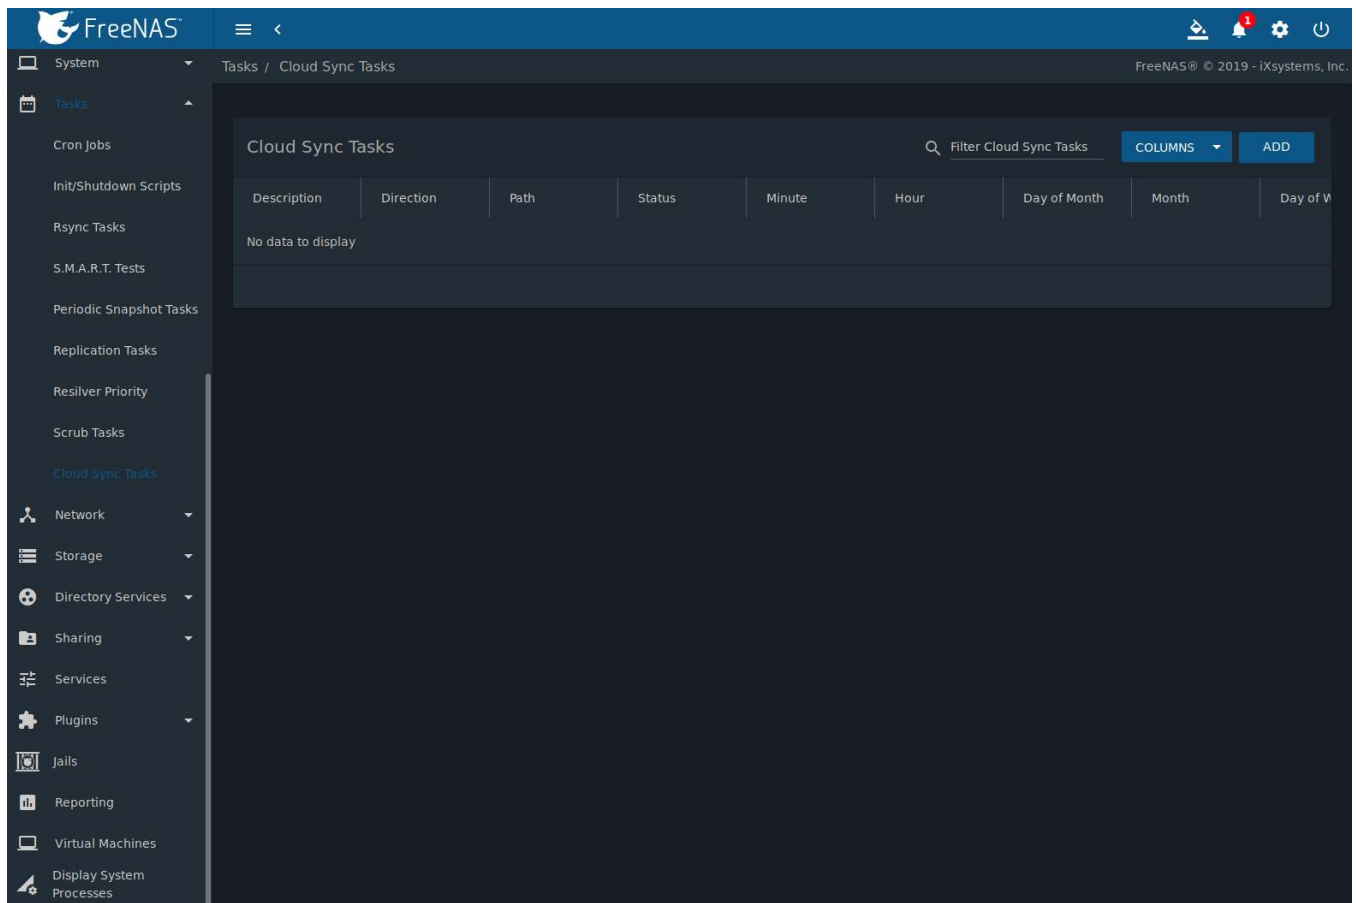 FreeNAS™
1
System
Tasks / Cloud Sync Tasks
FreeNAS® © 2019 - iXsystems, Inc.
Tasks
Cron Jobs
Init/Shutdown Scripts
Rsync Tasks
S.M.A.R.T. Tests
Periodic Snapshot Tasks
Replication Tasks
Resilver Priority
Scrub Tasks
Cloud Sync Tasks
Network
Storage
Directory Services
Sharing
Services
Plugins
Jails
Reporting
Virtual Machines
Display System
Processes
Cloud Sync Tasks
Filter Cloud Sync Tasks
COLUMNS
ADD
Description Direction Path Status Minute Hour Day of Month Month Day of W
No data to display